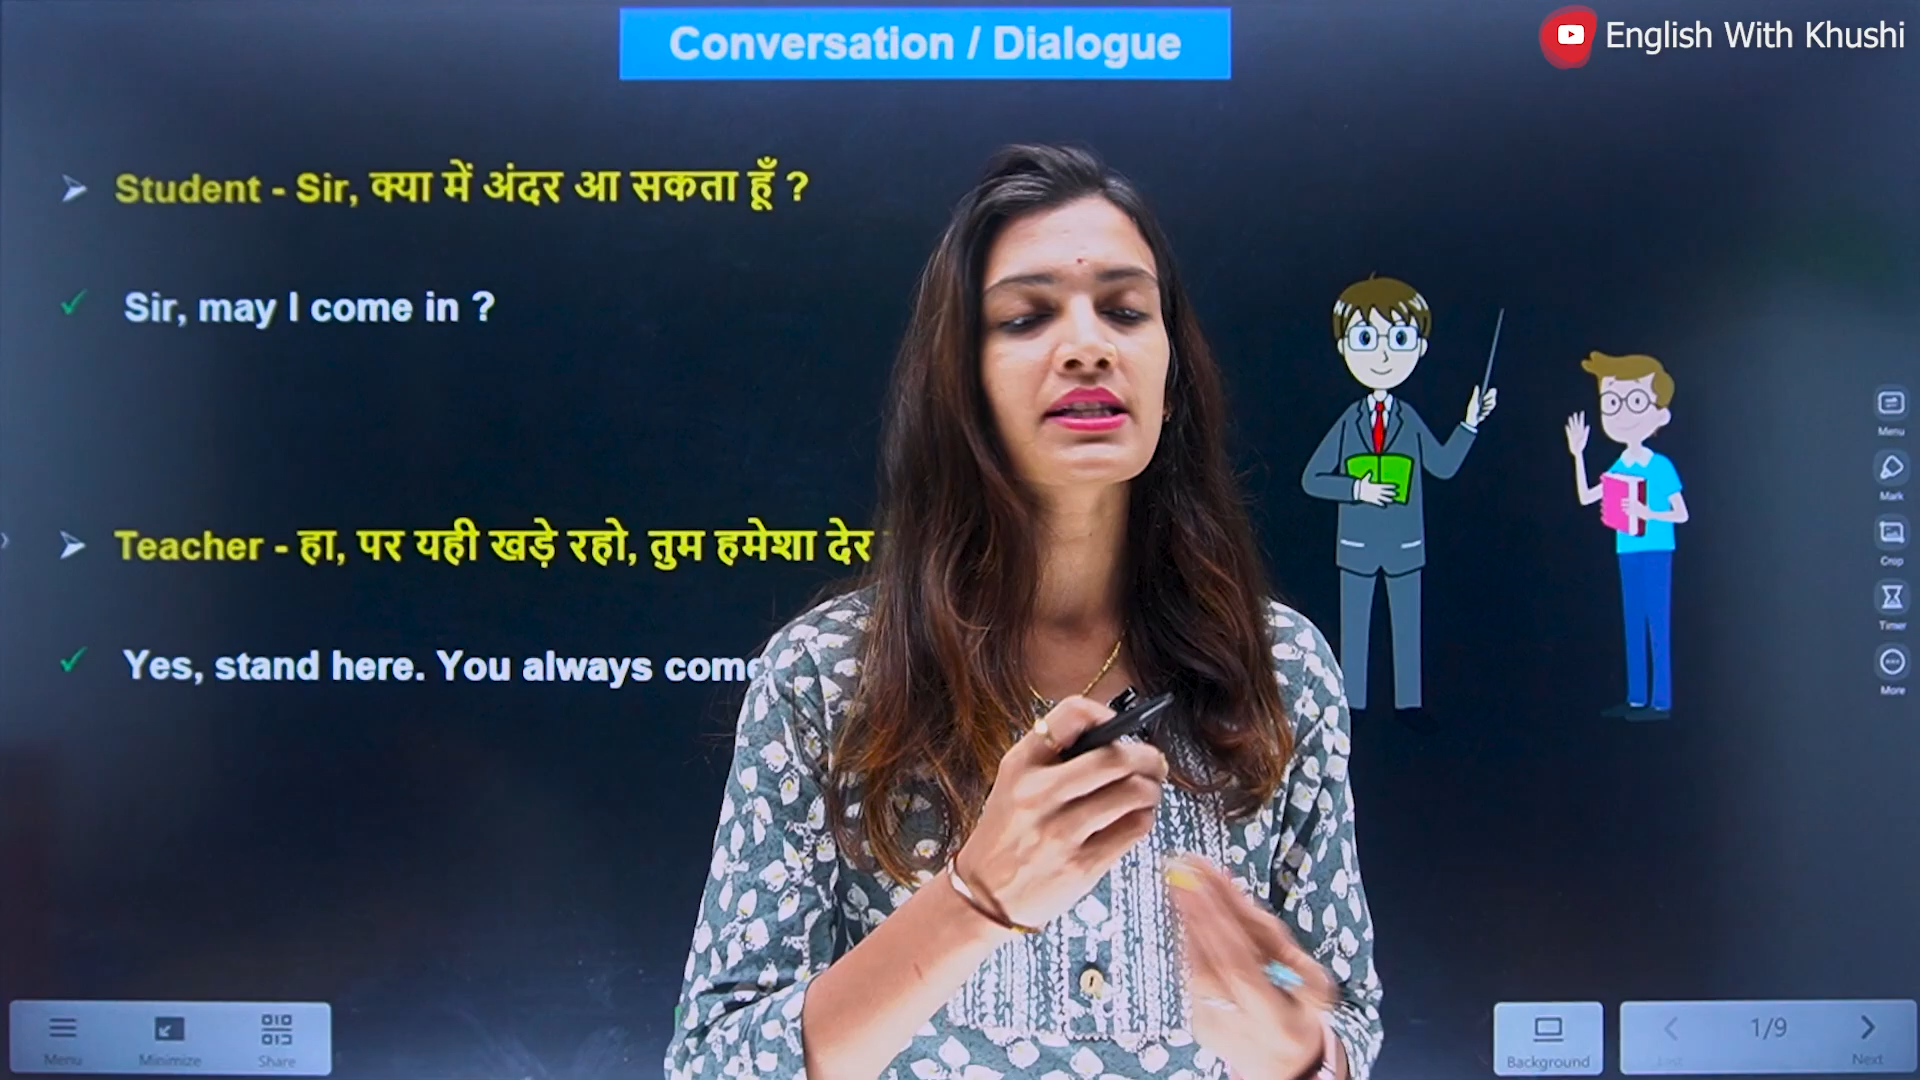 Conversation / Dialogue
English With Khushi
Student - Sir, क्या में अंदर आ सकता हूँ ?
Sir, may I come in ?
Teacher - हा, पर यही खड़े रहो, तुम हमेशा देर
Yes, stand here. You always come
Menu
Mark
Crop
Timer
More
Menu
Minimize
Share
Background
1/9
Next